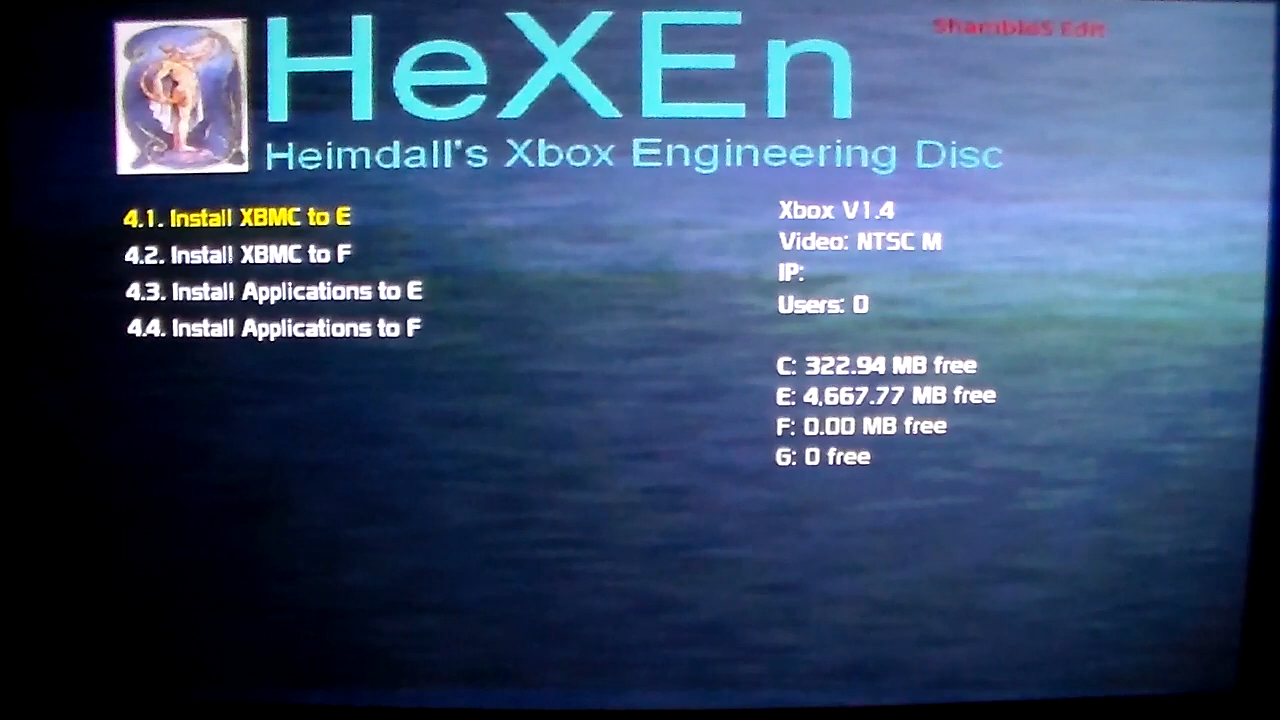 HeXEn
Shambles Edit
Heimdall's Xbox Engineering Disc
4.1. Install XBMC to E
4.2. Install XBMC to F
4.3. Install Applications to E
4.4. Install Applications to F
Xbox V1.4
Video: NTSC M
IP:
Users: 0
C: 322.94 MB free
E: 4,667.77 MB free
F: 0.00 MB free
G: 0 free